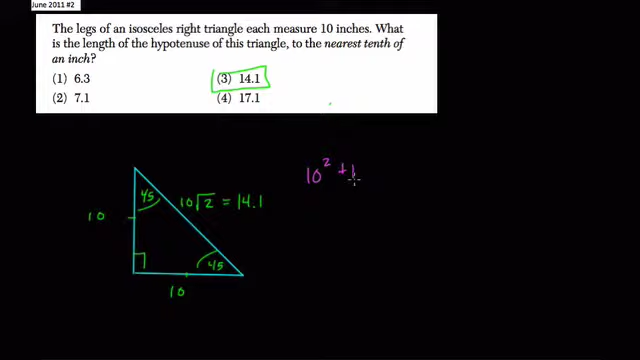 June 2011 #2
The legs of an isosceles right triangle each measure 10 inches. What
is the length of the hypotenuse of this triangle, to the nearest tenth of
an inch?
(1) 6.3
(3) 14.1
(2) 7.1
(4) 17.1
10² +
45
10√2 = 14.1
10
45
10